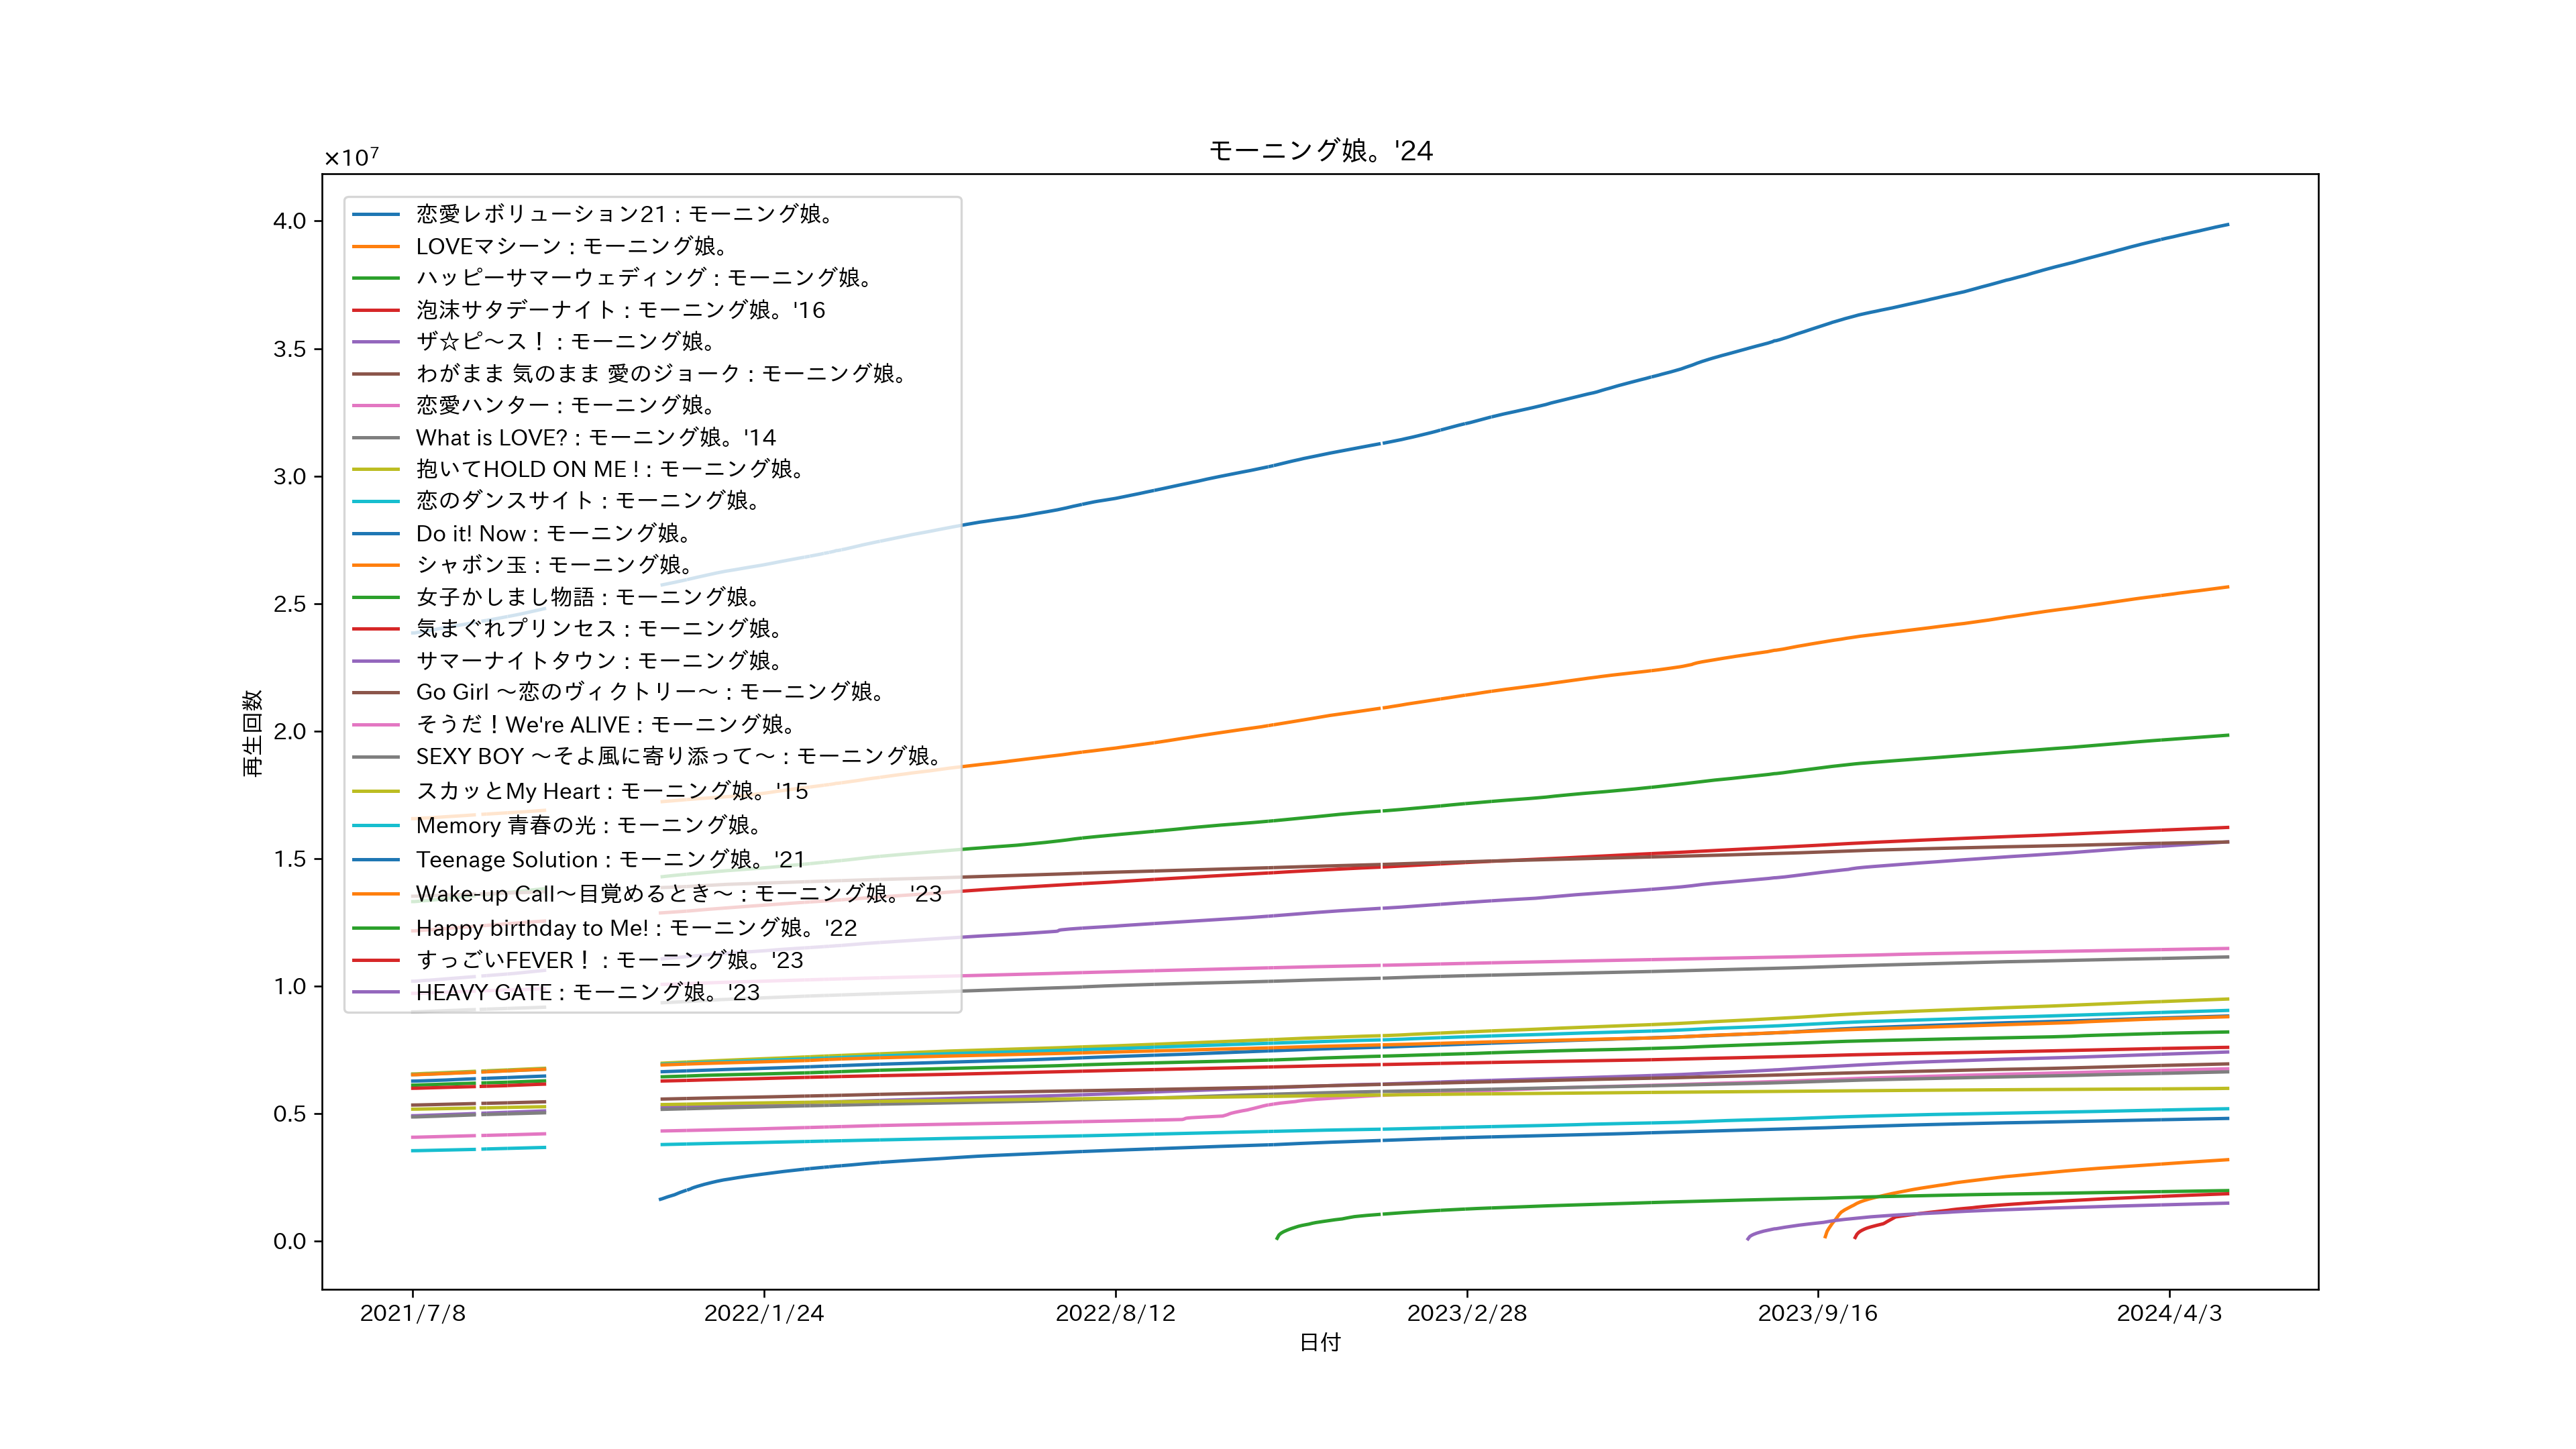 モーニング娘。'24
×10⁷
4.0
3.5
3.0
2.5
2.0
1.5
1.0
0.5
0.0
再生回数
恋愛レボリューション21 : モーニング娘。
LOVEマシーン : モーニング娘。
ハッピーサマーウェディング : モーニング娘。
泡沫サタデーナイト : モーニング娘。'16
ザ☆ピ〜ス！ : モーニング娘。
わがまま 気のまま 愛のジョーク : モーニング娘。
恋愛ハンター : モーニング娘。
What is LOVE? : モーニング娘。'14
抱いてHOLD ON ME ! : モーニング娘。
恋のダンスサイト : モーニング娘。
Do it! Now : モーニング娘。
シャボン玉 : モーニング娘。
女子かしまし物語 : モーニング娘。
気まぐれプリンセス : モーニング娘。
サマーナイトタウン : モーニング娘。
Go Girl 〜恋のヴィクトリー〜 : モーニング娘。
そうだ！We're ALIVE : モーニング娘。
SEXY BOY 〜そよ風に寄り添って〜 : モーニング娘。
スカッとMy Heart : モーニング娘。'15
Memory 青春の光 : モーニング娘。
Teenage Solution : モーニング娘。'21
Wake-up Call〜目覚めるとき〜 : モーニング娘。'23
Happy birthday to Me! : モーニング娘。'22
すっごいFEVER！ : モーニング娘。'23
HEAVY GATE : モーニング娘。'23
2021/7/8
2022/1/24
2022/8/12
2023/2/28
2023/9/16
2024/4/3
日付